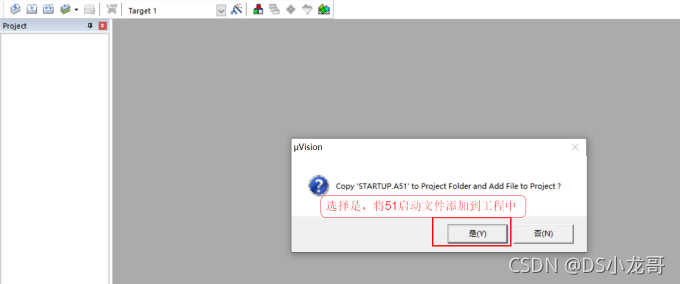 Target 1
Project
μVision
Copy 'STARTUP.A51' to Project Folder and Add File to Project ?
选择是，将51启动文件添加到工程中
是(Y)
否(N)
CSDN @DS小龙哥